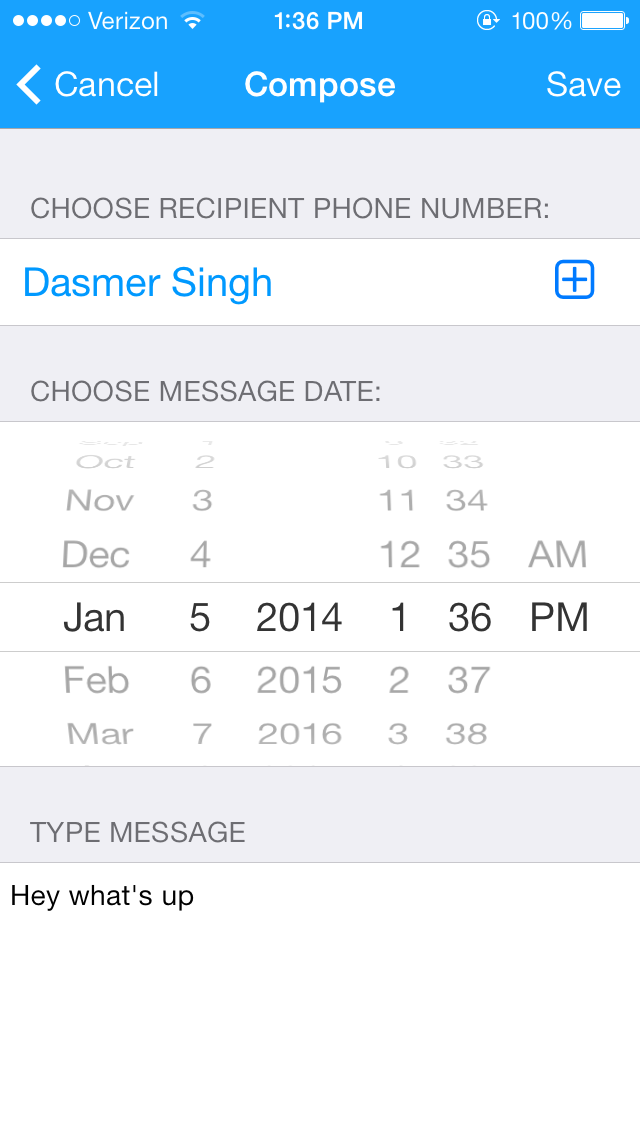 Verizon 1:36 PM 100%
Cancel Compose Save
CHOOSE RECIPIENT PHONE NUMBER:
Dasmer Singh
CHOOSE MESSAGE DATE:
Oct 2 10 33
Nov 3 11 34
Dec 4 12 35 AM
Jan 5 2014 1 36 PM
Feb 6 2015 2 37
Mar 7 2016 3 38
TYPE MESSAGE
Hey what's up